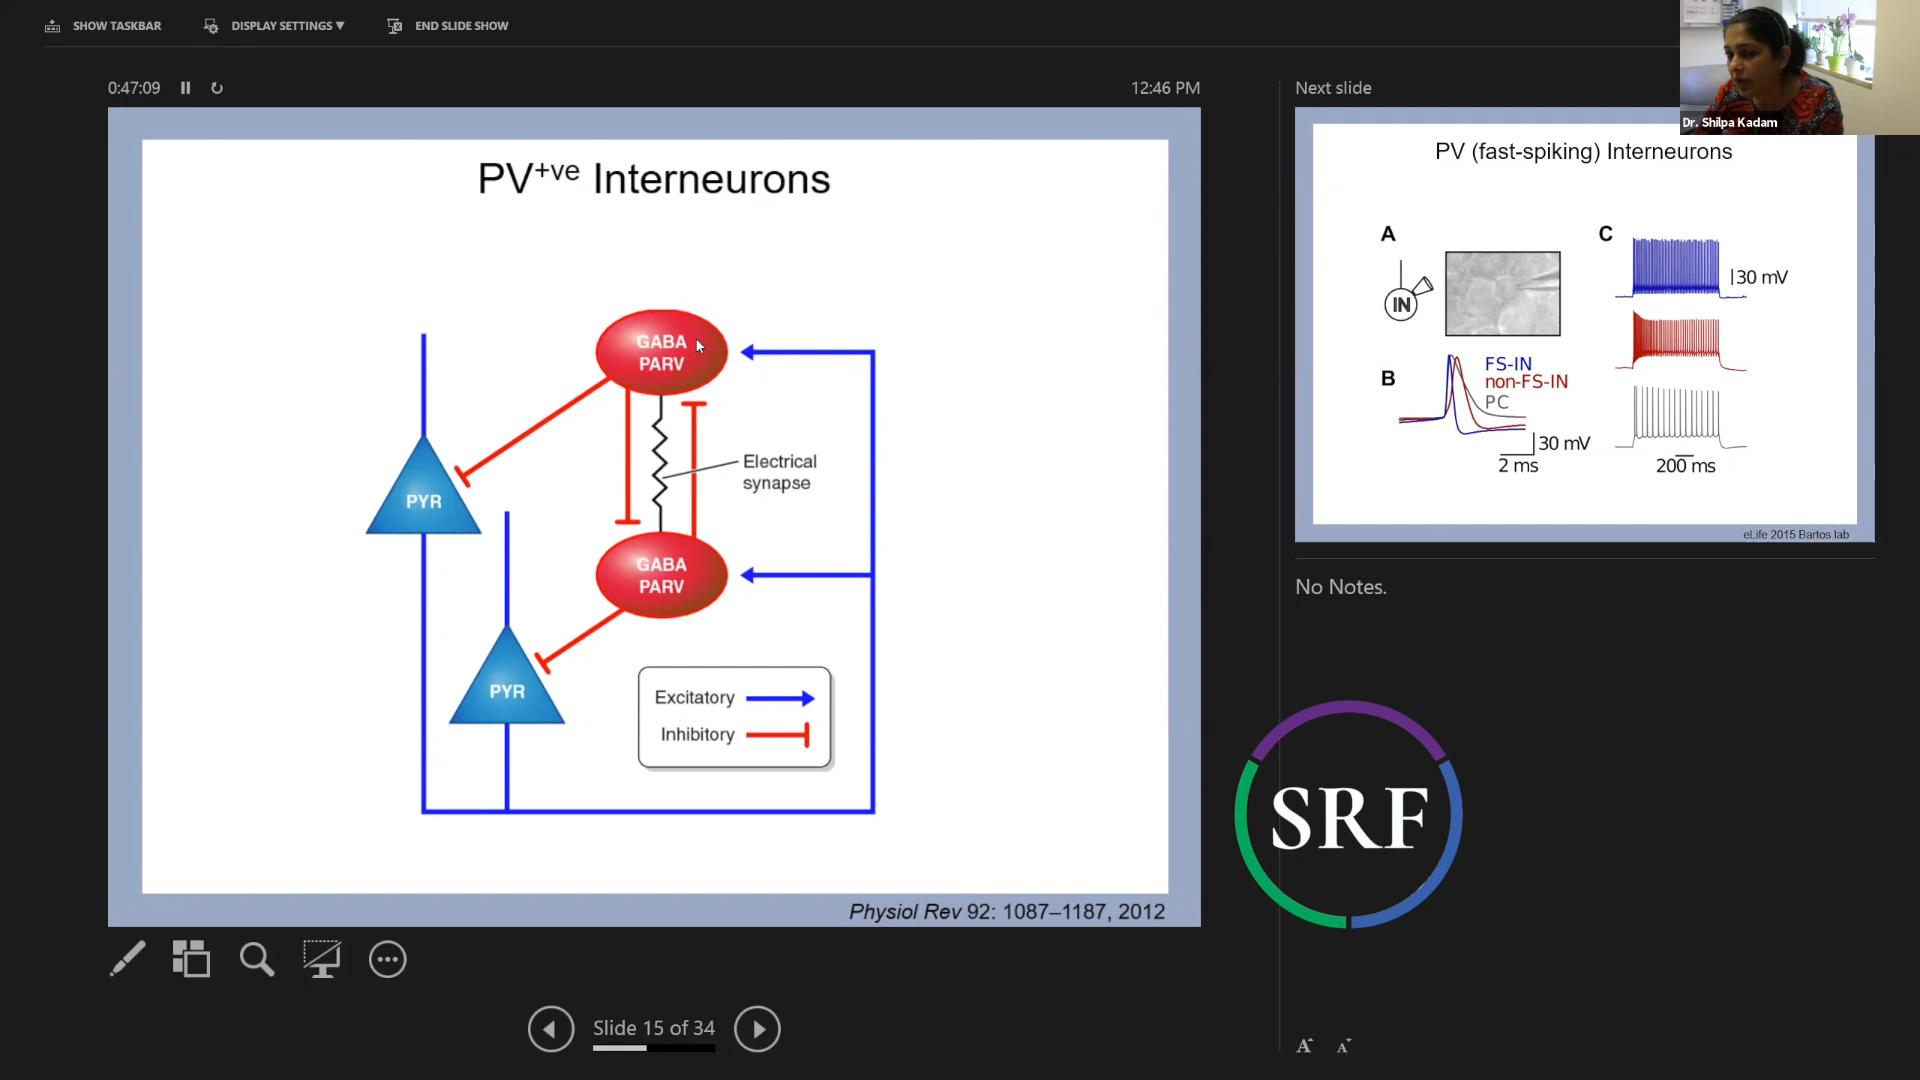 SHOW TASKBAR
DISPLAY SETTINGS ▼
END SLIDE SHOW
0:47:09
12:46 PM
PV+ve Interneurons
GABA
PARV
Electrical
synapse
PYR
GABA
PARV
PYR
Excitatory
Inhibitory
Physiol Rev 92: 1087–1187, 2012
Slide 15 of 34
Next slide
Dr. Shilpa Kadam
PV (fast-spiking) Interneurons
A
IN
C
30 mV
B
FS-IN
non-FS-IN
PC
30 mV
2 ms
200 ms
eLife 2015 Bartos lab
No Notes.
SRF
A A